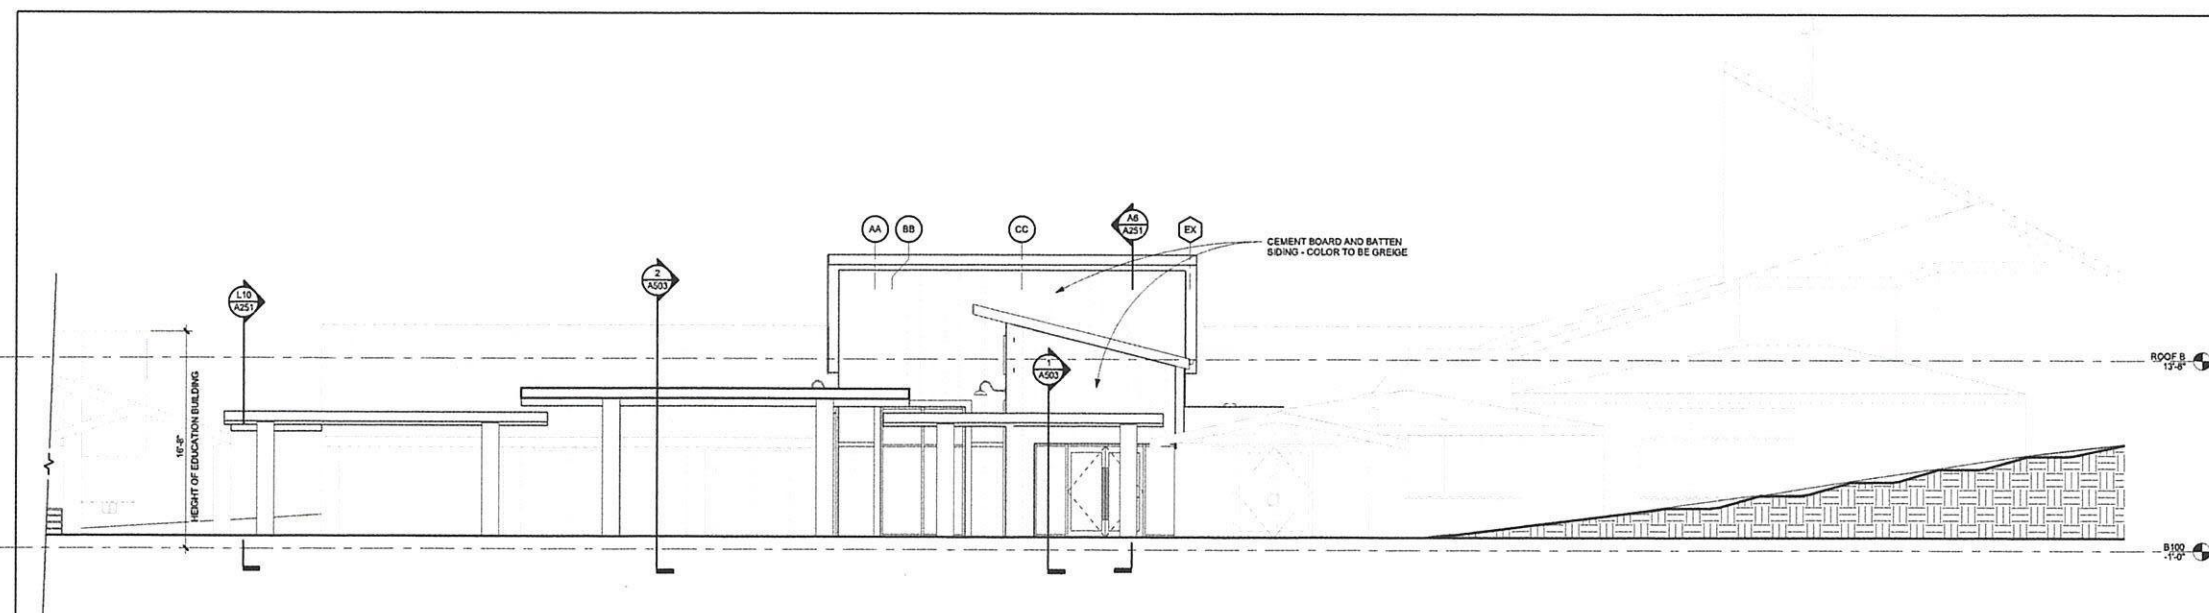 AA
BB
CC
A6
A251
EX
CEMENT BOARD AND BATTEN
SIDING - COLOR TO BE GREIGE
2
A503
L10
A251
1
A503
ROOF B
13'-6"
16'-8"
HEIGHT OF EDUCATION BUILDING
B100
-1'-0"